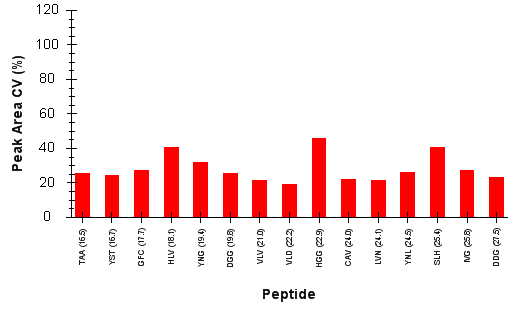 120
100
80
60
40
20
0
Peak Area CV (%)
TAA (16.5)
YST (16.7)
GFC (17.7)
HLV (18.1)
YNG (19.4)
DGG (19.8)
VLV (21.0)
VLD (22.2)
HGG (22.9)
CAV (24.0)
LVN (24.1)
YNL (24.5)
SLH (25.4)
IVG (25.8)
DDG (27.5)
Peptide